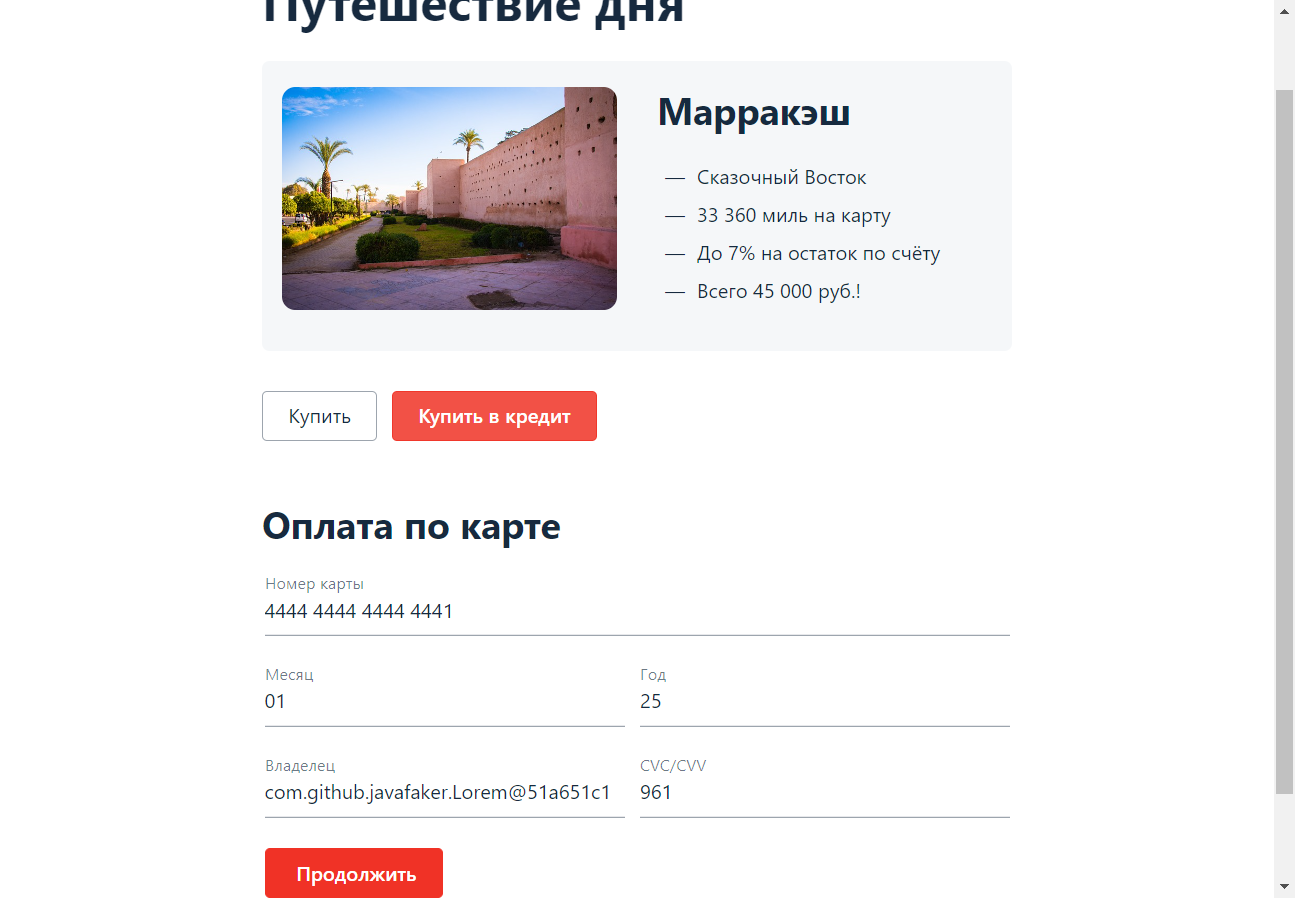 Путешествие дня
Марракэш
— Сказочный Восток
— 33 360 миль на карту
— До 7% на остаток по счёту
— Всего 45 000 руб.!
Купить
Купить в кредит
Оплата по карте
Номер карты
4444 4444 4444 4441
Месяц
Год
01
25
Владелец
CVC/CVV
com.github.javafaker.Lorem@51a651c1
961
Продолжить